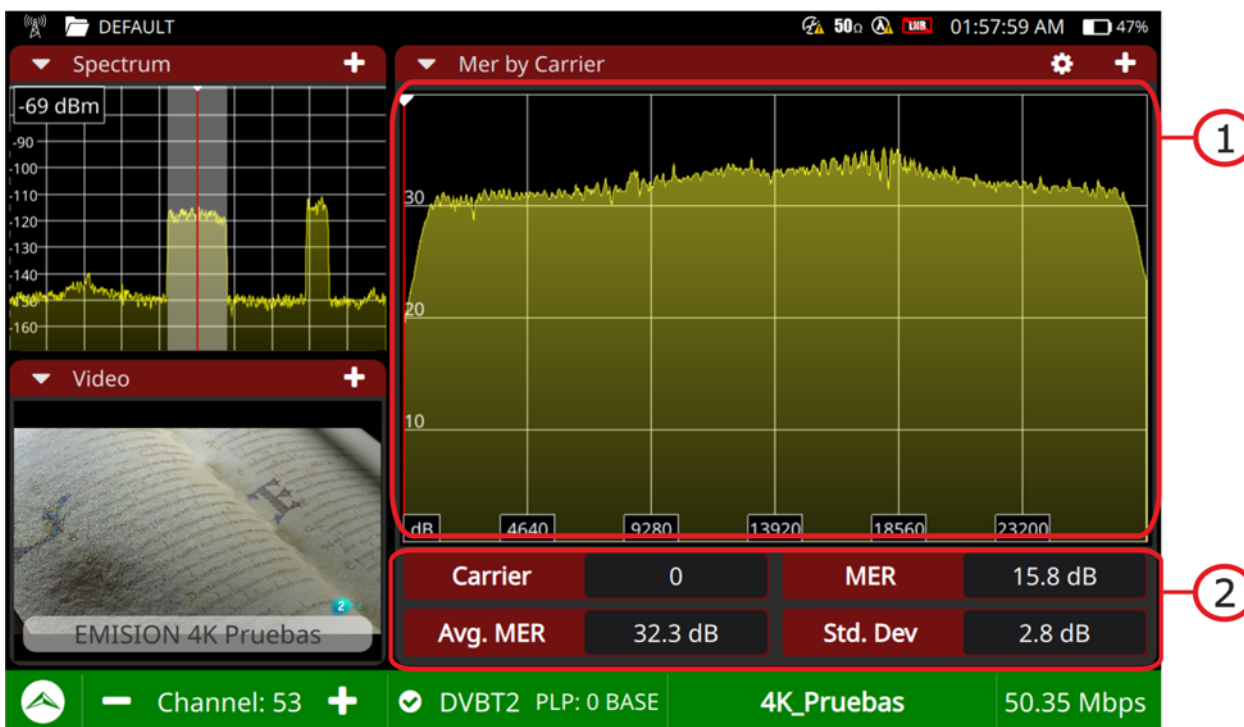 DEFAULT
50Ω
LNB
01:57:59 AM
47%
Spectrum
-69 dBm
-90
-100
-110
-120
-130
-140
-150
-160
Video
2
EMISION 4K Pruebas
Mer by Carrier
30
20
10
dB
4640
9280
13920
18560
23200
1
Carrier
0
MER
15.8 dB
Avg. MER
32.3 dB
Std. Dev
2.8 dB
2
Channel: 53
DVBT2
PLP: 0 BASE
4K_Pruebas
50.35 Mbps